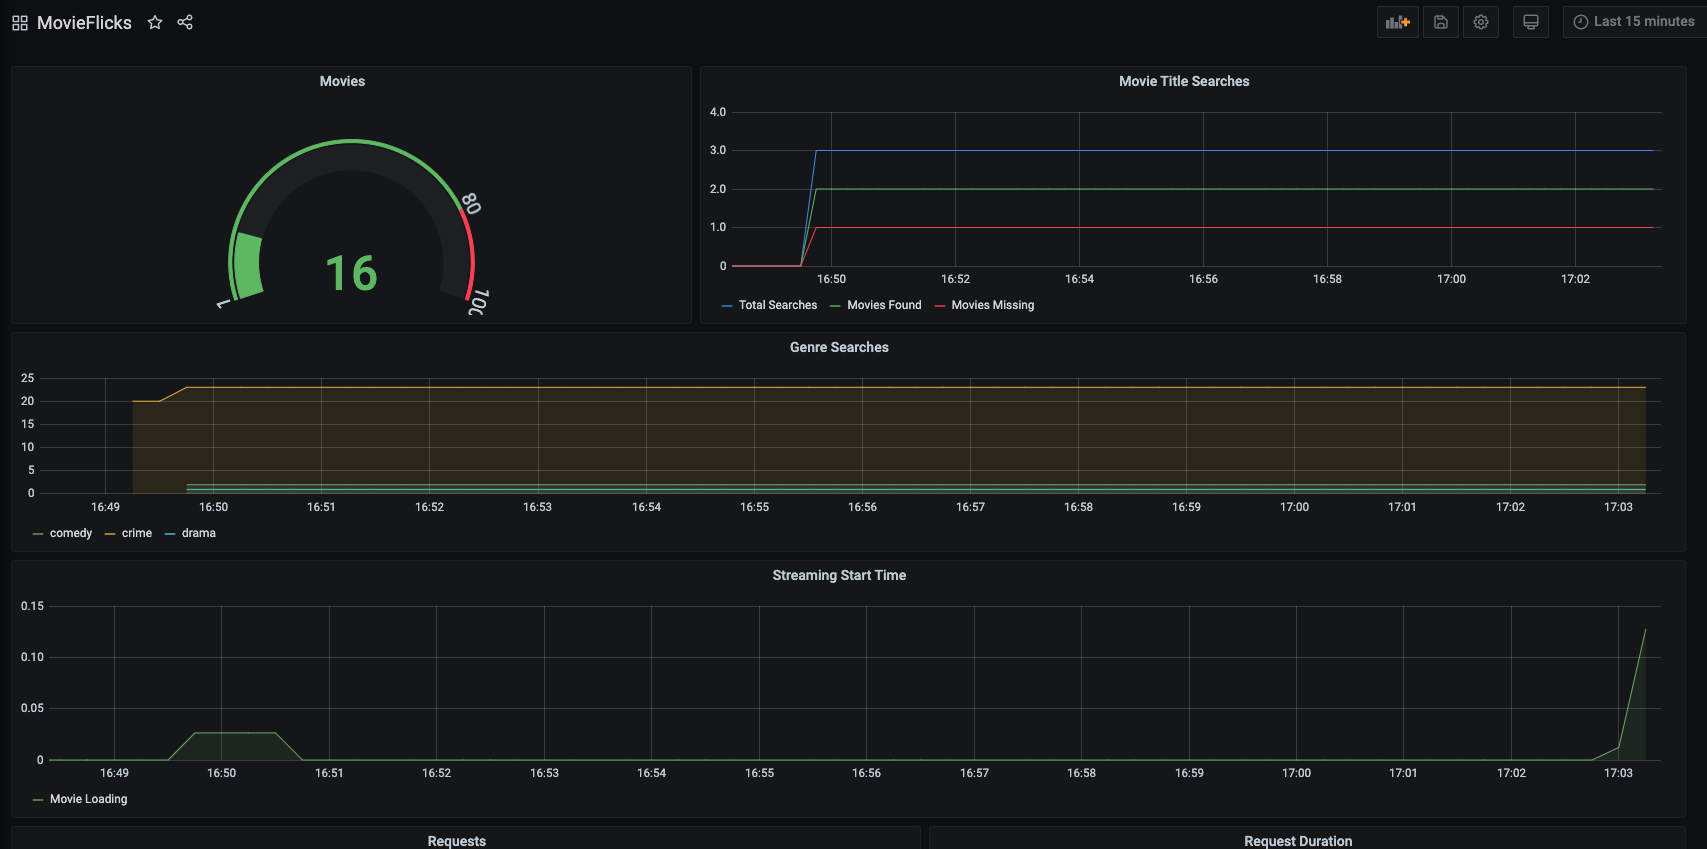 MovieFlicks
Last 15 minutes
Movies
1
80
100
16
Movie Title Searches
4.0
3.0
2.0
1.0
0
16:50 16:52 16:54 16:56 16:58 17:00 17:02
Total Searches Movies Found Movies Missing
Genre Searches
25
20
15
10
5
0
16:49 16:50 16:51 16:52 16:53 16:54 16:55 16:56 16:57 16:58 16:59 17:00 17:01 17:02 17:03
comedy crime drama
Streaming Start Time
0.15
0.10
0.05
0
16:49 16:50 16:51 16:52 16:53 16:54 16:55 16:56 16:57 16:58 16:59 17:00 17:01 17:02 17:03
Movie Loading
Requests
Request Duration